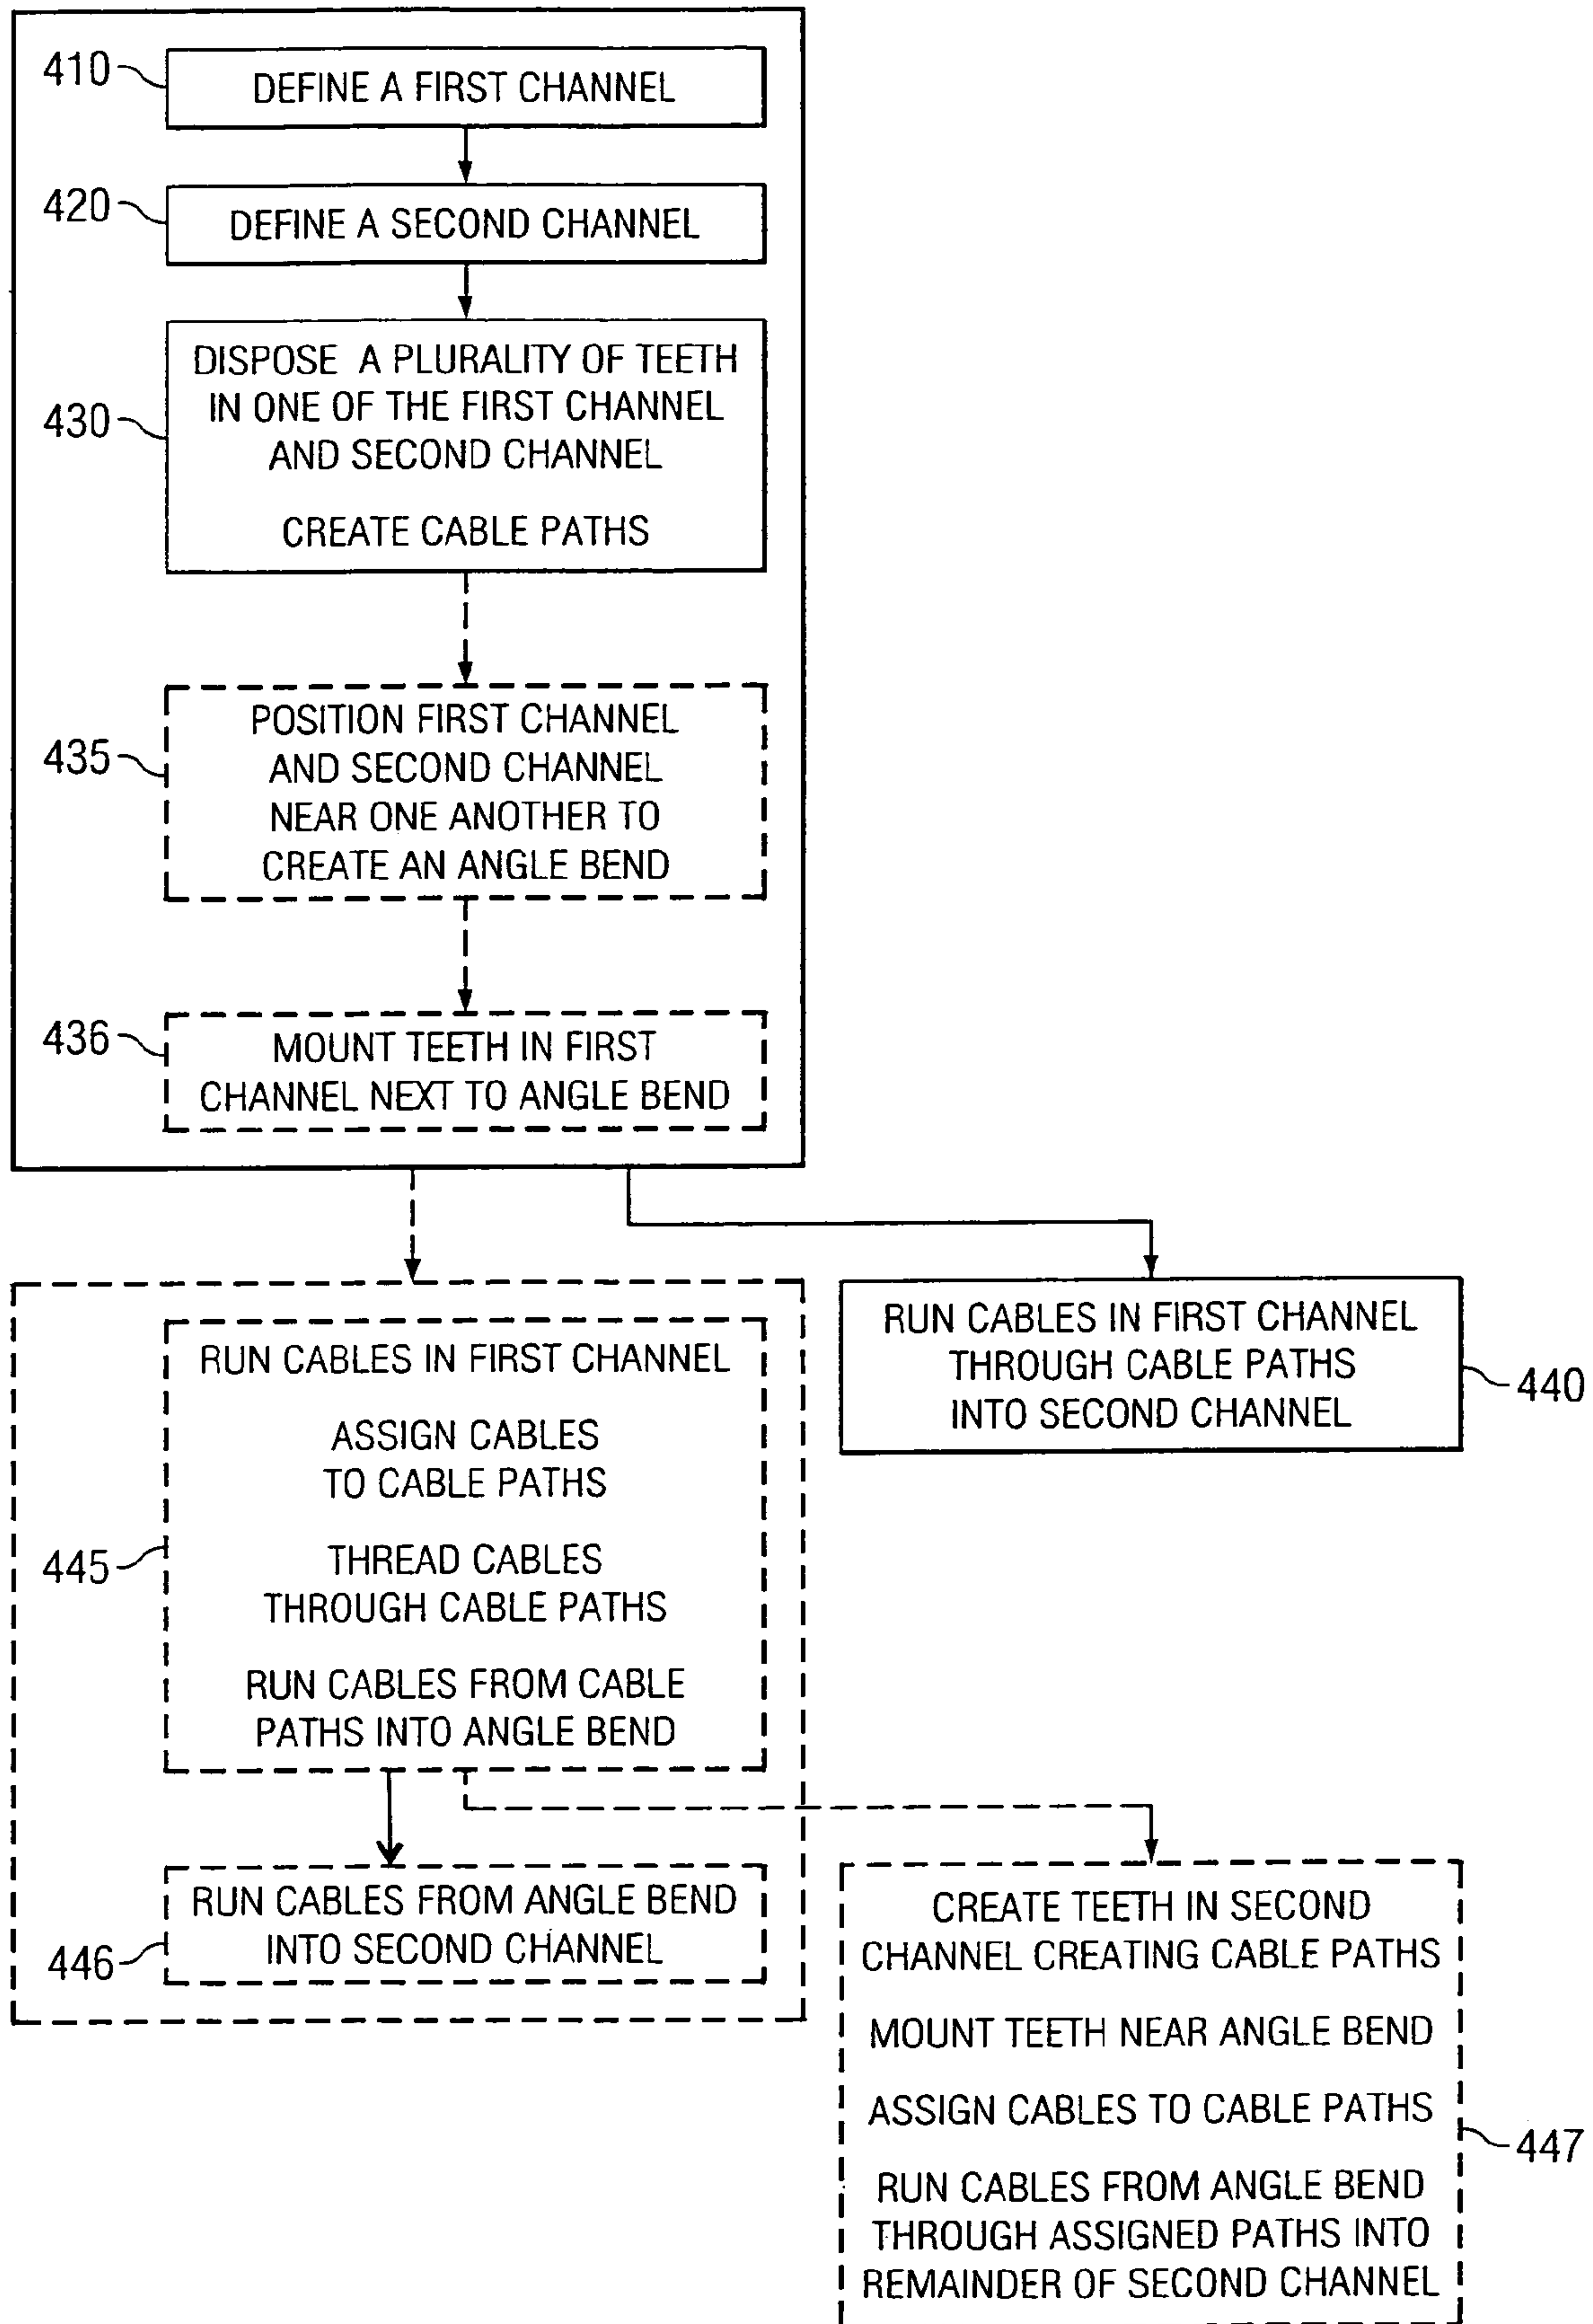 410
DEFINE A FIRST CHANNEL
420
DEFINE A SECOND CHANNEL
430
DISPOSE A PLURALITY OF TEETH
IN ONE OF THE FIRST CHANNEL
AND SECOND CHANNEL
CREATE CABLE PATHS
435
POSITION FIRST CHANNEL
AND SECOND CHANNEL
NEAR ONE ANOTHER TO
CREATE AN ANGLE BEND
436
MOUNT TEETH IN FIRST
CHANNEL NEXT TO ANGLE BEND
RUN CABLES IN FIRST CHANNEL
THROUGH CABLE PATHS
INTO SECOND CHANNEL
440
445
RUN CABLES IN FIRST CHANNEL
ASSIGN CABLES
TO CABLE PATHS
THREAD CABLES
THROUGH CABLE PATHS
RUN CABLES FROM CABLE
PATHS INTO ANGLE BEND
446
RUN CABLES FROM ANGLE BEND
INTO SECOND CHANNEL
CREATE TEETH IN SECOND
CHANNEL CREATING CABLE PATHS
MOUNT TEETH NEAR ANGLE BEND
ASSIGN CABLES TO CABLE PATHS
447
RUN CABLES FROM ANGLE BEND
THROUGH ASSIGNED PATHS INTO
REMAINDER OF SECOND CHANNEL